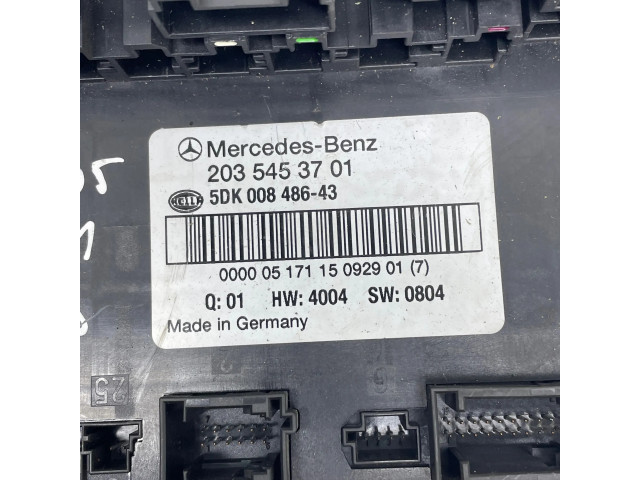 Mercedes-Benz
203 545 37 01
HELLA 5DK 008 486-43
0000 05 171 15 0929 01 (7)
Q: 01 HW: 4004 SW: 0804
Made in Germany
25